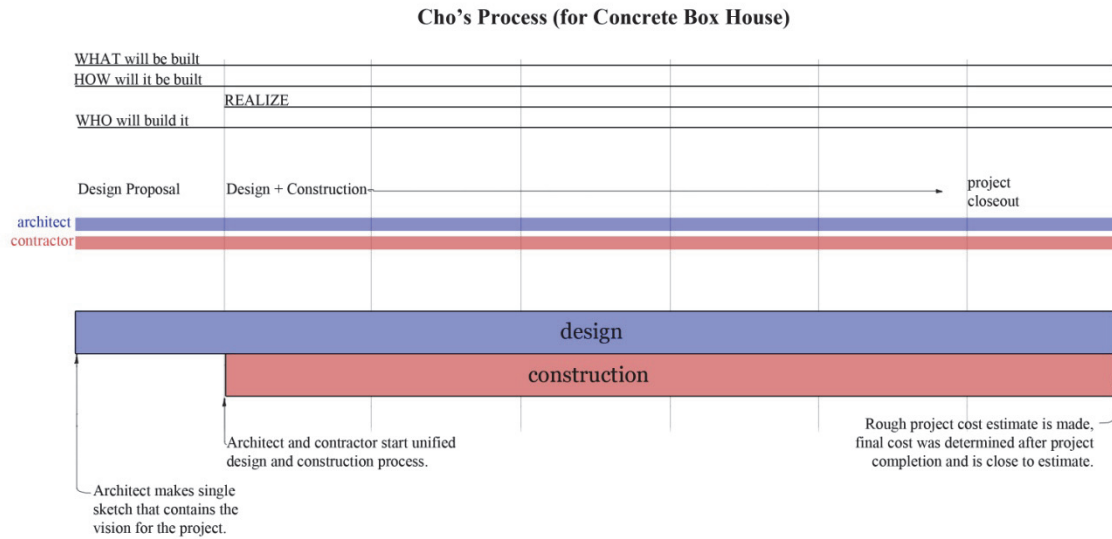 Cho's Process (for Concrete Box House)
WHAT will be built
HOW will it be built
REALIZE
WHO will build it
Design Proposal
Design + Construction
project
closeout
architect
contractor
design
construction
Architect and contractor start unified
design and construction process.
Rough project cost estimate is made,
final cost was determined after project
completion and is close to estimate.
Architect makes single
sketch that contains the
vision for the project.